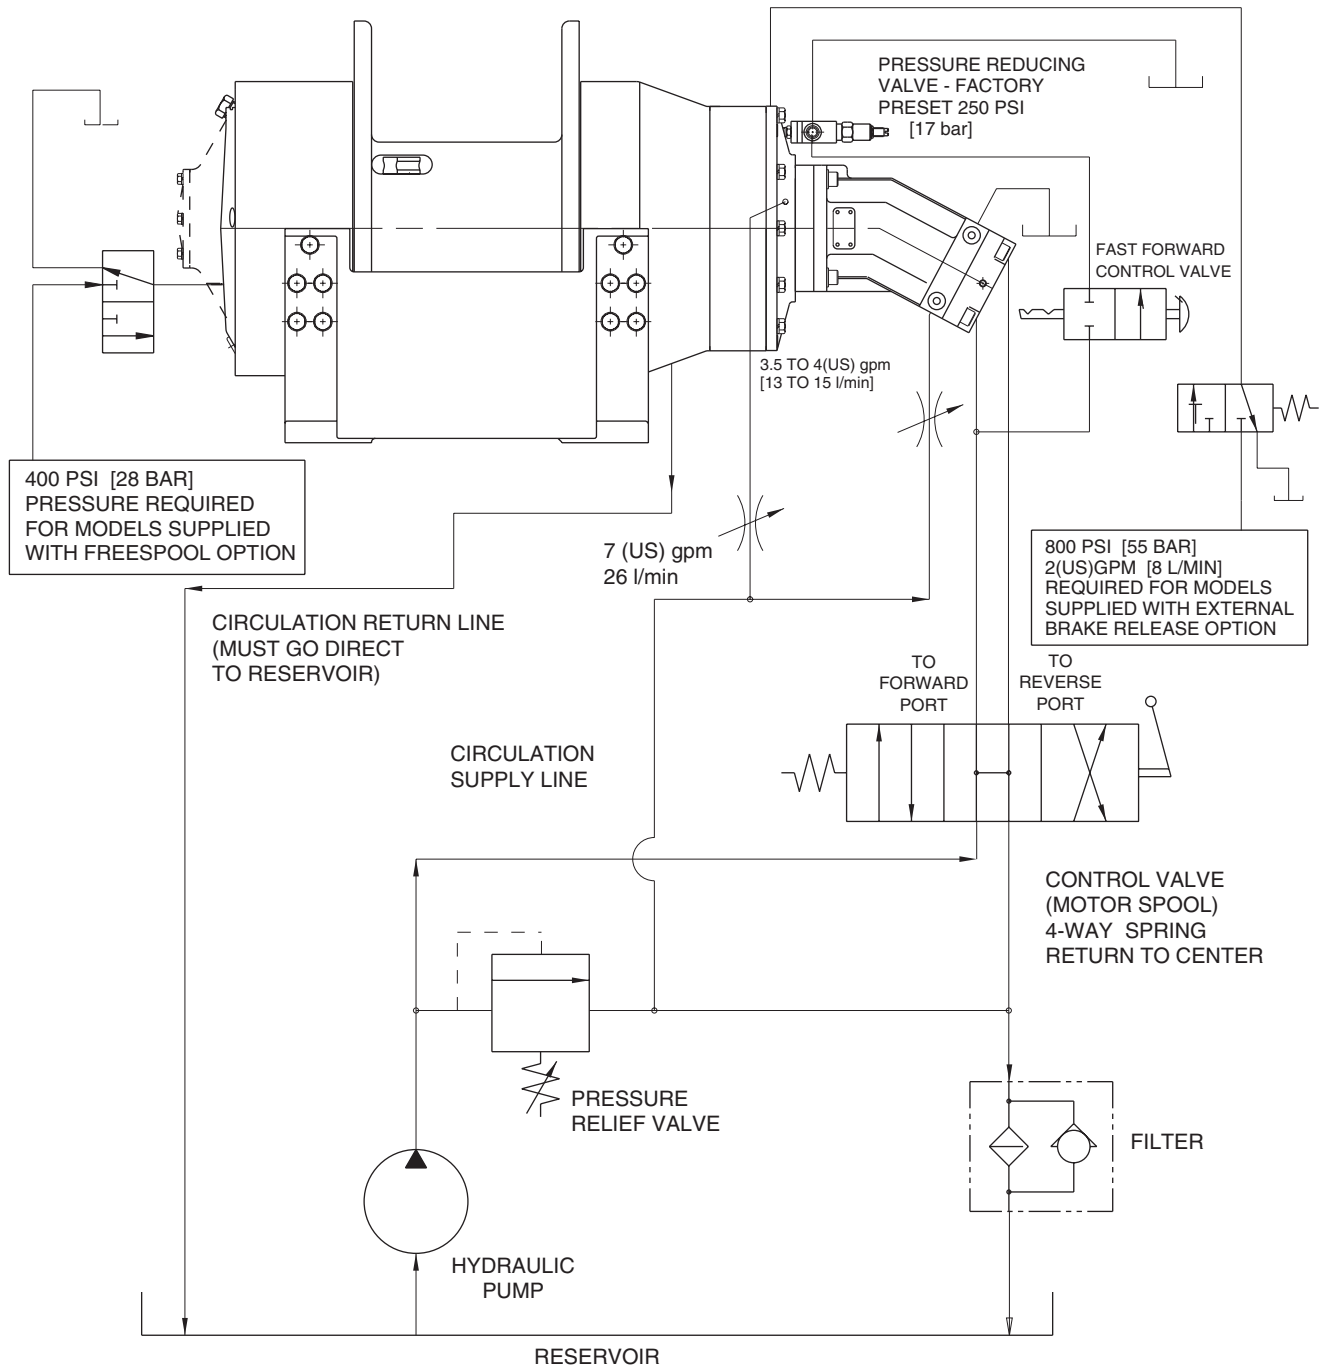 PRESSURE REDUCING
VALVE - FACTORY
PRESET 250 PSI
[17 bar]
FAST FORWARD
CONTROL VALVE
3.5 TO 4(US) gpm
[13 TO 15 l/min]
400 PSI [28 BAR]
PRESSURE REQUIRED
FOR MODELS SUPPLIED
WITH FREESPOOL OPTION
7 (US) gpm
26 l/min
800 PSI [55 BAR]
2(US)GPM [8 L/MIN]
REQUIRED FOR MODELS
SUPPLIED WITH EXTERNAL
BRAKE RELEASE OPTION
CIRCULATION RETURN LINE
(MUST GO DIRECT
TO RESERVOIR)
TO
FORWARD
PORT
TO
REVERSE
PORT
CIRCULATION
SUPPLY LINE
CONTROL VALVE
(MOTOR SPOOL)
4-WAY SPRING
RETURN TO CENTER
PRESSURE
RELIEF VALVE
FILTER
HYDRAULIC
PUMP
RESERVOIR